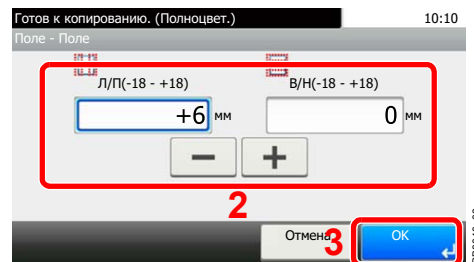 Готов к копированию. (Полноцвет.) 10:10
Поле - Поле
Л/П(-18 - +18) В/Н(-18 - +18)
+6 мм 0 мм
− +
2
Отмена 3 OK